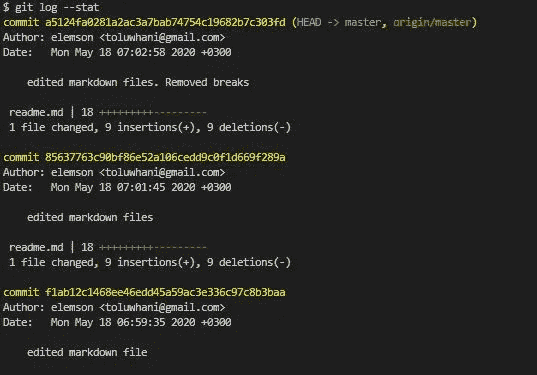 $ git log --stat
commit a5124fa0281a2ac3a7bab74754c19682b7c303fd (HEAD -> master, origin/master)
Author: elemson <toluwhani@gmail.com>
Date:   Mon May 18 07:02:58 2020 +0300
    edited markdown files. Removed breaks
 readme.md | 18 +++++++++---------
 1 file changed, 9 insertions(+), 9 deletions(-)
commit 85637763c90bf86e52a106cedd9c0f1d669f289a
Author: elemson <toluwhani@gmail.com>
Date:   Mon May 18 07:01:45 2020 +0300
    edited markdown files
 readme.md | 18 +++++++++---------
 1 file changed, 9 insertions(+), 9 deletions(-)
commit f1ab12c1468ee46edd45a59ac3e336c97c8b3baa
Author: elemson <toluwhani@gmail.com>
Date:   Mon May 18 06:59:35 2020 +0300
    edited markdown file